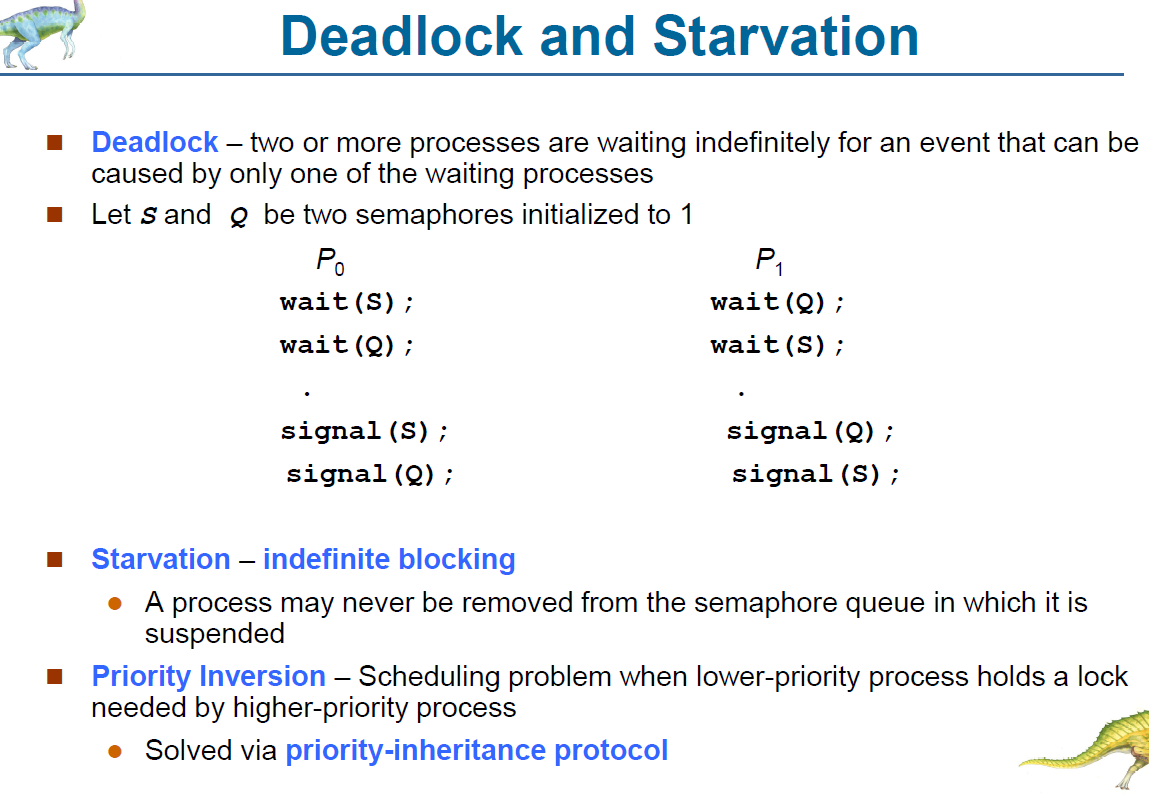 Deadlock and Starvation
Deadlock – two or more processes are waiting indefinitely for an event that can be
caused by only one of the waiting processes
Let S and Q be two semaphores initialized to 1
P0 P1
wait(S); wait(Q);
wait(Q); wait(S);
. .
signal(S); signal(Q);
signal(Q); signal(S);
Starvation – indefinite blocking
A process may never be removed from the semaphore queue in which it is
suspended
Priority Inversion – Scheduling problem when lower-priority process holds a lock
needed by higher-priority process
Solved via priority-inheritance protocol